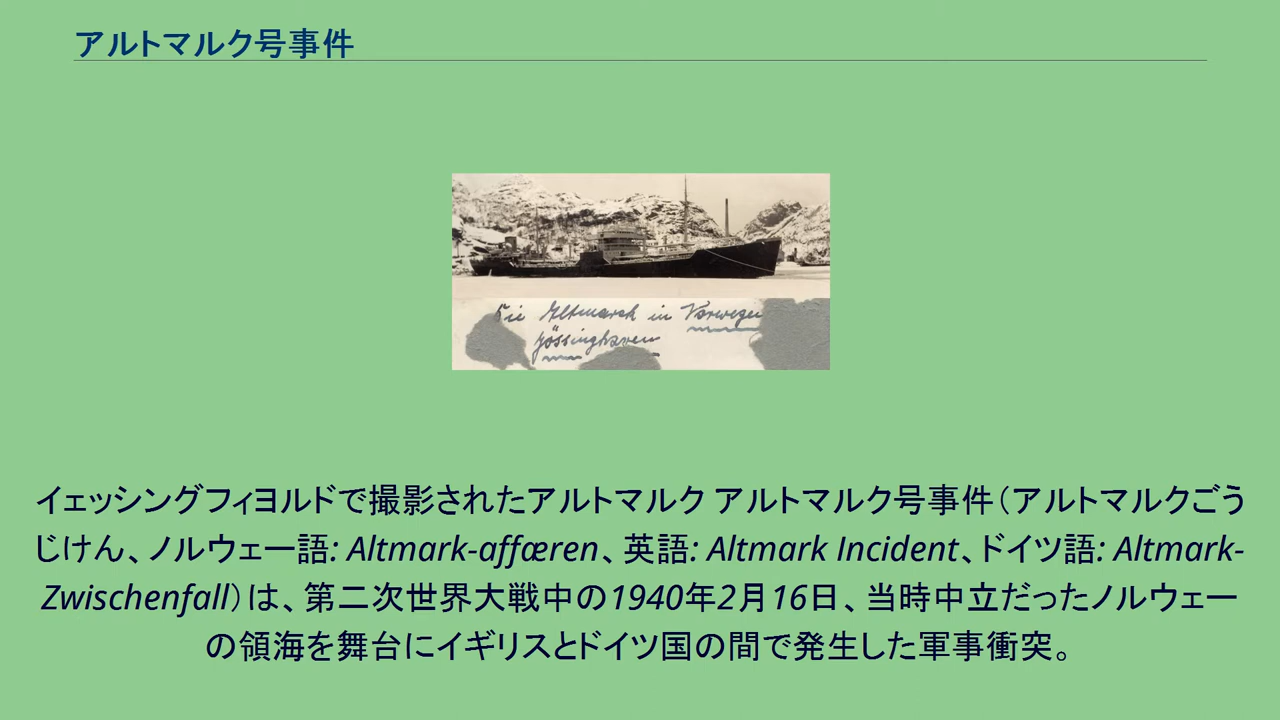 アルトマルク号事件
Die Altmark in Norwegen
Jössinghaven
イェッシングフィヨルドで撮影されたアルトマルク アルトマルク号事件（アルトマルクごう
じけん、ノルウェー語: Altmark-affæren、英語: Altmark Incident、ドイツ語: Altmark-
Zwischenfall）は、第二次世界大戦中の1940年2月16日、当時中立だったノルウェー
の領海を舞台にイギリスとドイツ国の間で発生した軍事衝突。